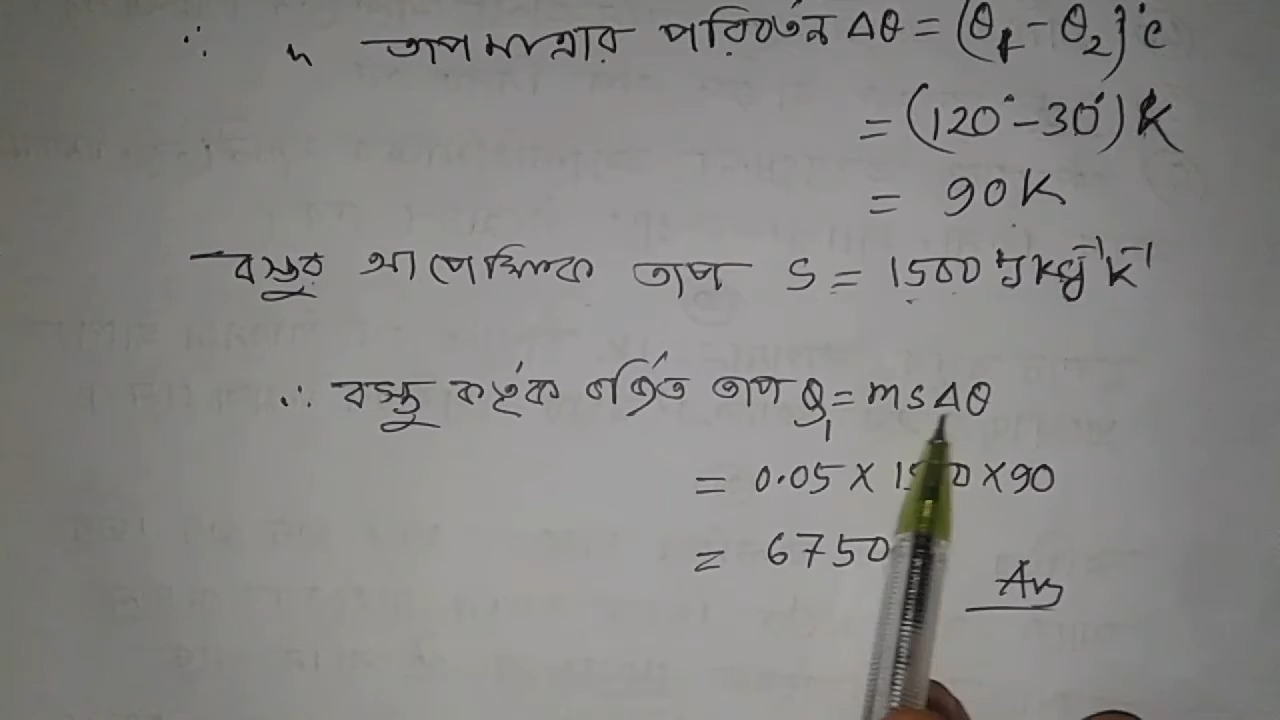 ∴ " তাপমাত্রার পরিবর্তন Δθ = (θ₁ - θ₂)°c
= (120° - 30°) K
= 90 K
বস্তুর আপেক্ষিক তাপ S = 1500 J kg⁻¹ K⁻¹
∴ বস্তু কর্তৃক বর্জিত তাপ Q₁ = msΔθ
= 0.05 × 1500 × 90
= 6750
Ans